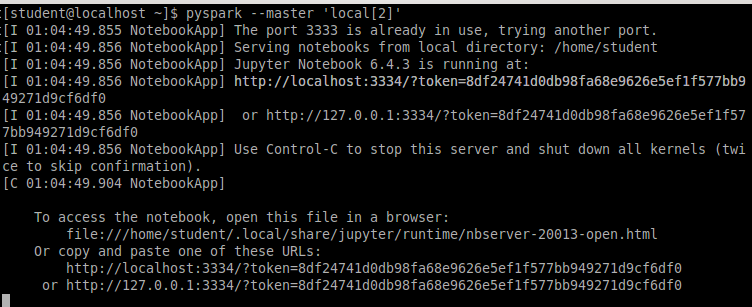 t[student@localhost ~]$ pyspark --master 'local[2]'
[I 01:04:49.855 NotebookApp] The port 3333 is already in use, trying another port.
[I 01:04:49.856 NotebookApp] Serving notebooks from local directory: /home/student
[I 01:04:49.856 NotebookApp] Jupyter Notebook 6.4.3 is running at:
[I 01:04:49.856 NotebookApp] http://localhost:3334/?token=8df24741d0db98fa68e9626e5ef1f577bb9
49271d9cf6df0
[I 01:04:49.856 NotebookApp]  or http://127.0.0.1:3334/?token=8df24741d0db98fa68e9626e5ef1f57
7bb949271d9cf6df0
[I 01:04:49.856 NotebookApp] Use Control-C to stop this server and shut down all kernels (twi
ce to skip confirmation).
[C 01:04:49.904 NotebookApp]
To access the notebook, open this file in a browser:
file:///home/student/.local/share/jupyter/runtime/nbserver-20013-open.html
Or copy and paste one of these URLs:
http://localhost:3334/?token=8df24741d0db98fa68e9626e5ef1f577bb949271d9cf6df0
or http://127.0.0.1:3334/?token=8df24741d0db98fa68e9626e5ef1f577bb949271d9cf6df0